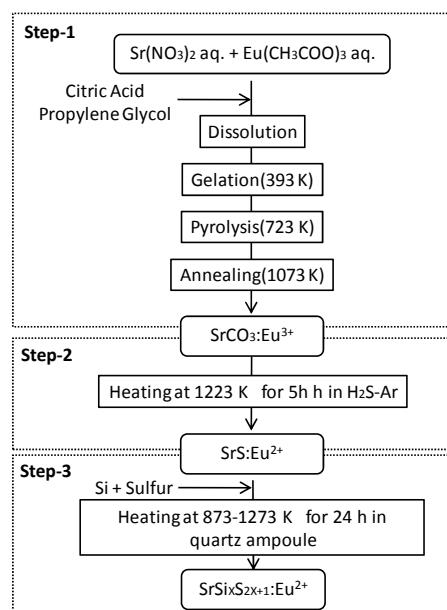 Step-1
Sr(NO3)2 aq. + Eu(CH3COO)3 aq.
Citric Acid
Propylene Glycol
Dissolution
Gelation(393 K)
Pyrolysis(723 K)
Annealing(1073 K)
SrCO3:Eu3+
Step-2
Heating at 1223 K for 5h h in H2S-Ar
SrS:Eu2+
Step-3
Si + Sulfur
Heating at 873-1273 K for 24 h in
quartz ampoule
SrSixS2X+1:Eu2+